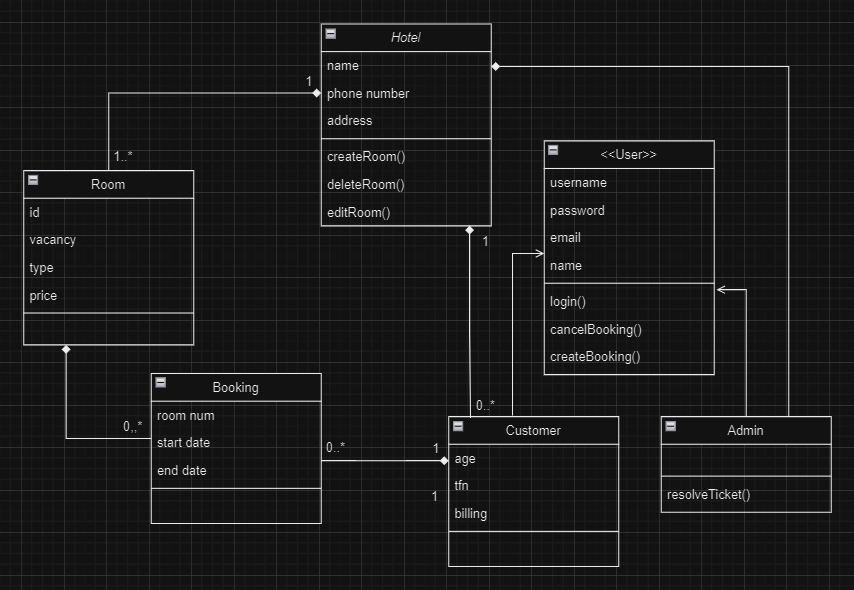 Hotel
name
phone number
address
createRoom()
deleteRoom()
editRoom()
1
1..*
Room
id
vacancy
type
price
<<User>>
username
password
email
name
login()
cancelBooking()
createBooking()
1
0..*
0,,*
Booking
room num
start date
end date
0..*
1
1
Customer
age
tfn
billing
Admin
resolveTicket()